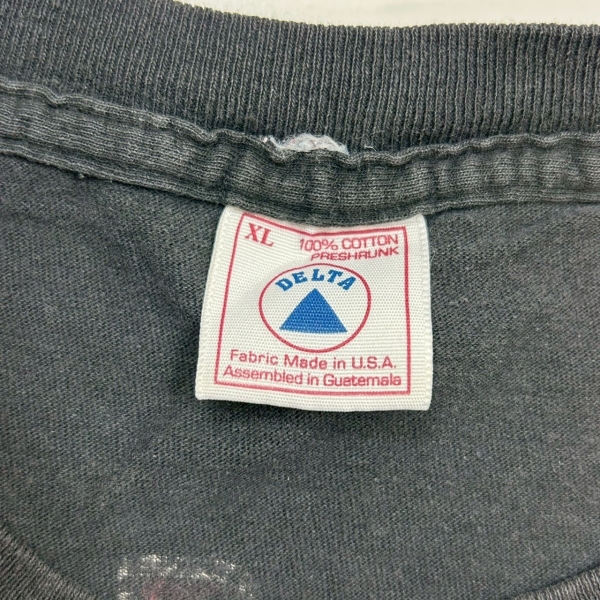 XL 100% COTTON
PRESHRUNK
DELTA
Fabric Made in U.S.A.
Assembled in Guatemala